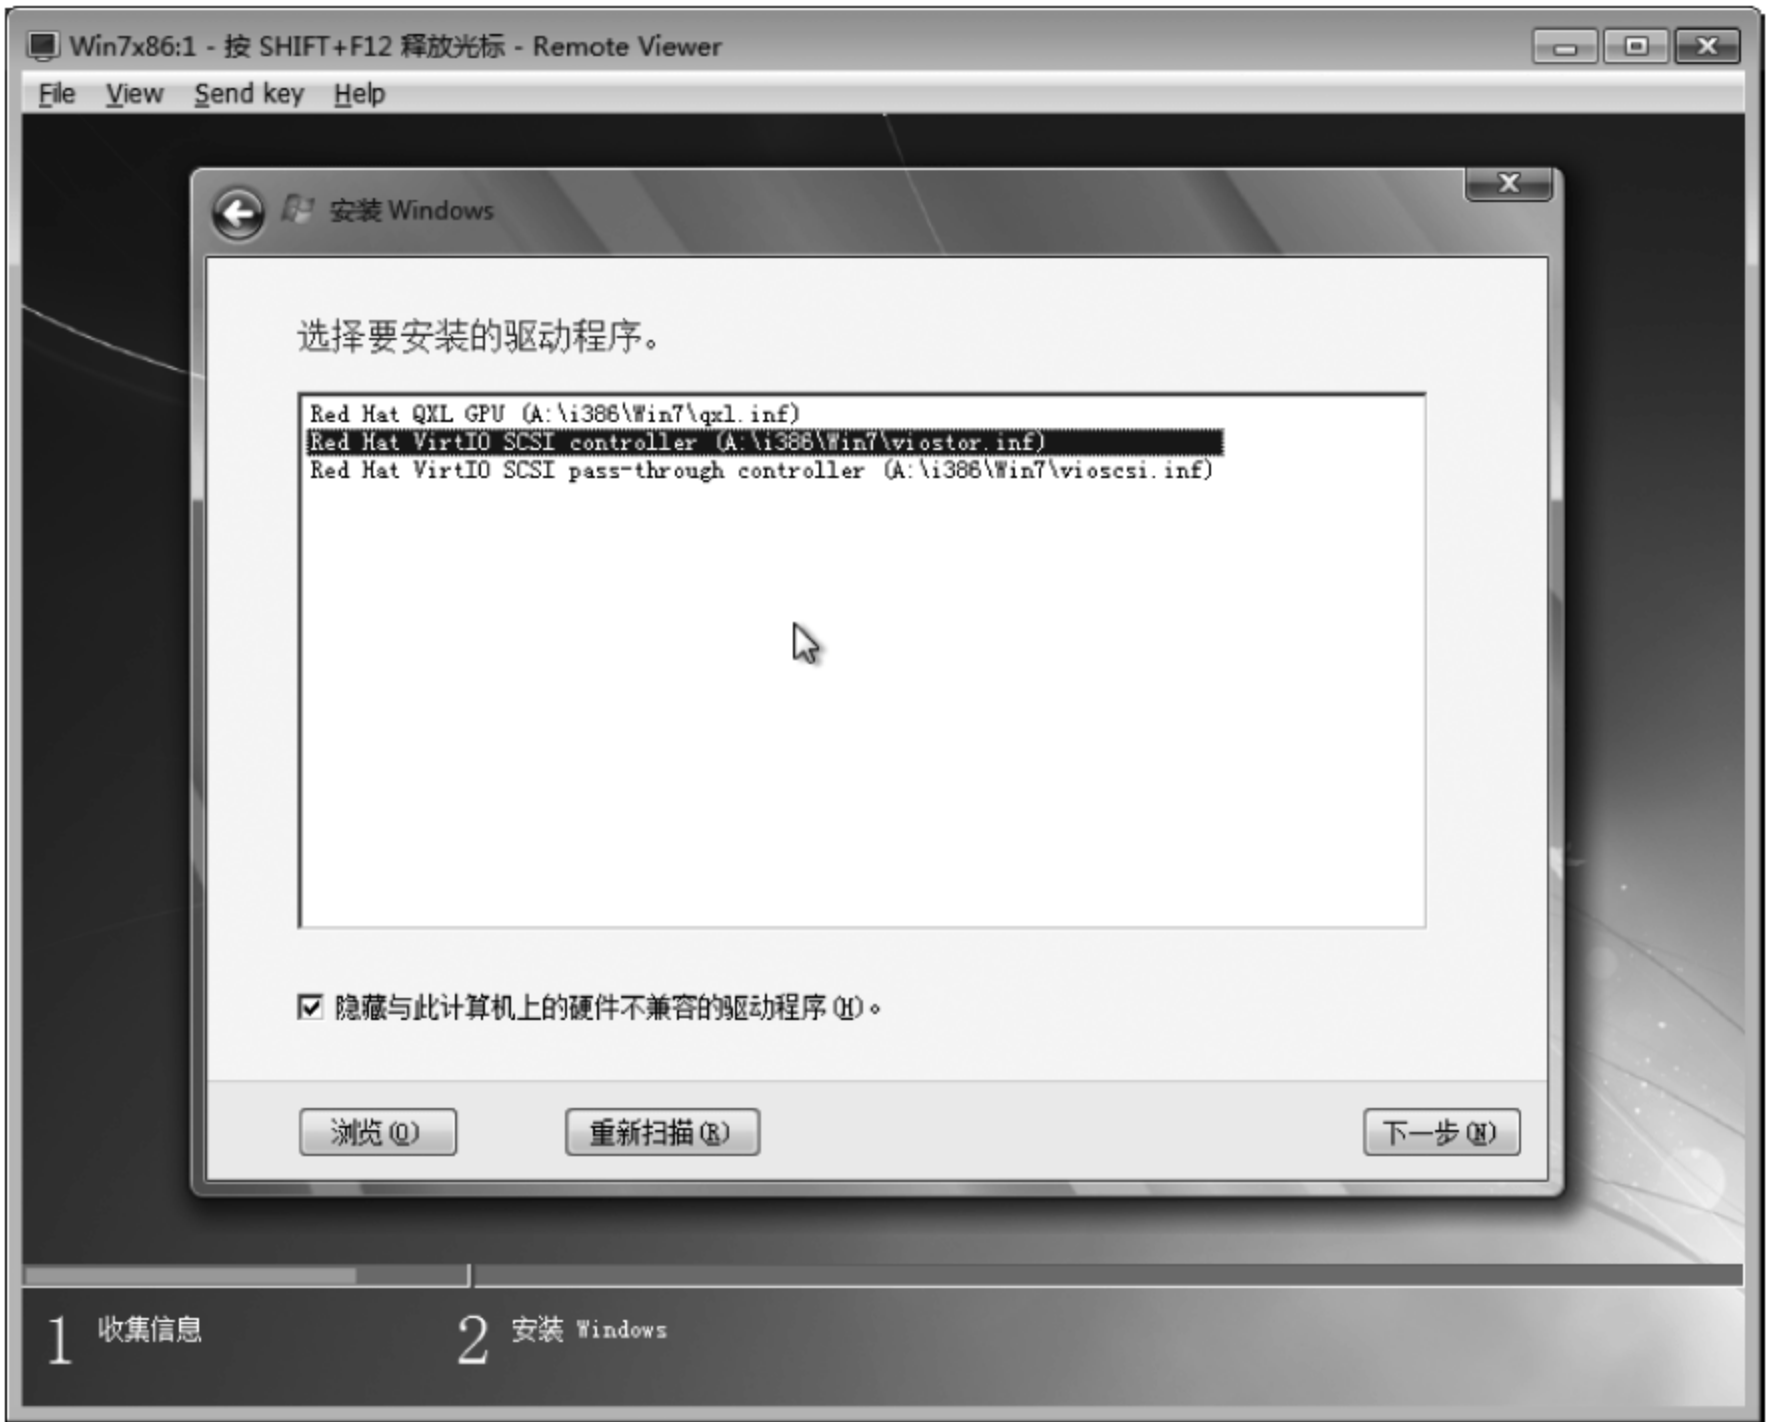 Win7x86:1 - 按 SHIFT+F12 释放光标 - Remote Viewer
File View Send key Help
安装 Windows
选择要安装的驱动程序。
Red Hat QXL GPU (A:\i386\Win7\qxl.inf)
Red Hat VirtIO SCSI controller (A:\i386\Win7\viostor.inf)
Red Hat VirtIO SCSI pass-through controller (A:\i386\Win7\vioscsi.inf)
隐藏与此计算机上的硬件不兼容的驱动程序(H)。
浏览(O) 重新扫描(R) 下一步(N)
1 收集信息 2 安装 Windows